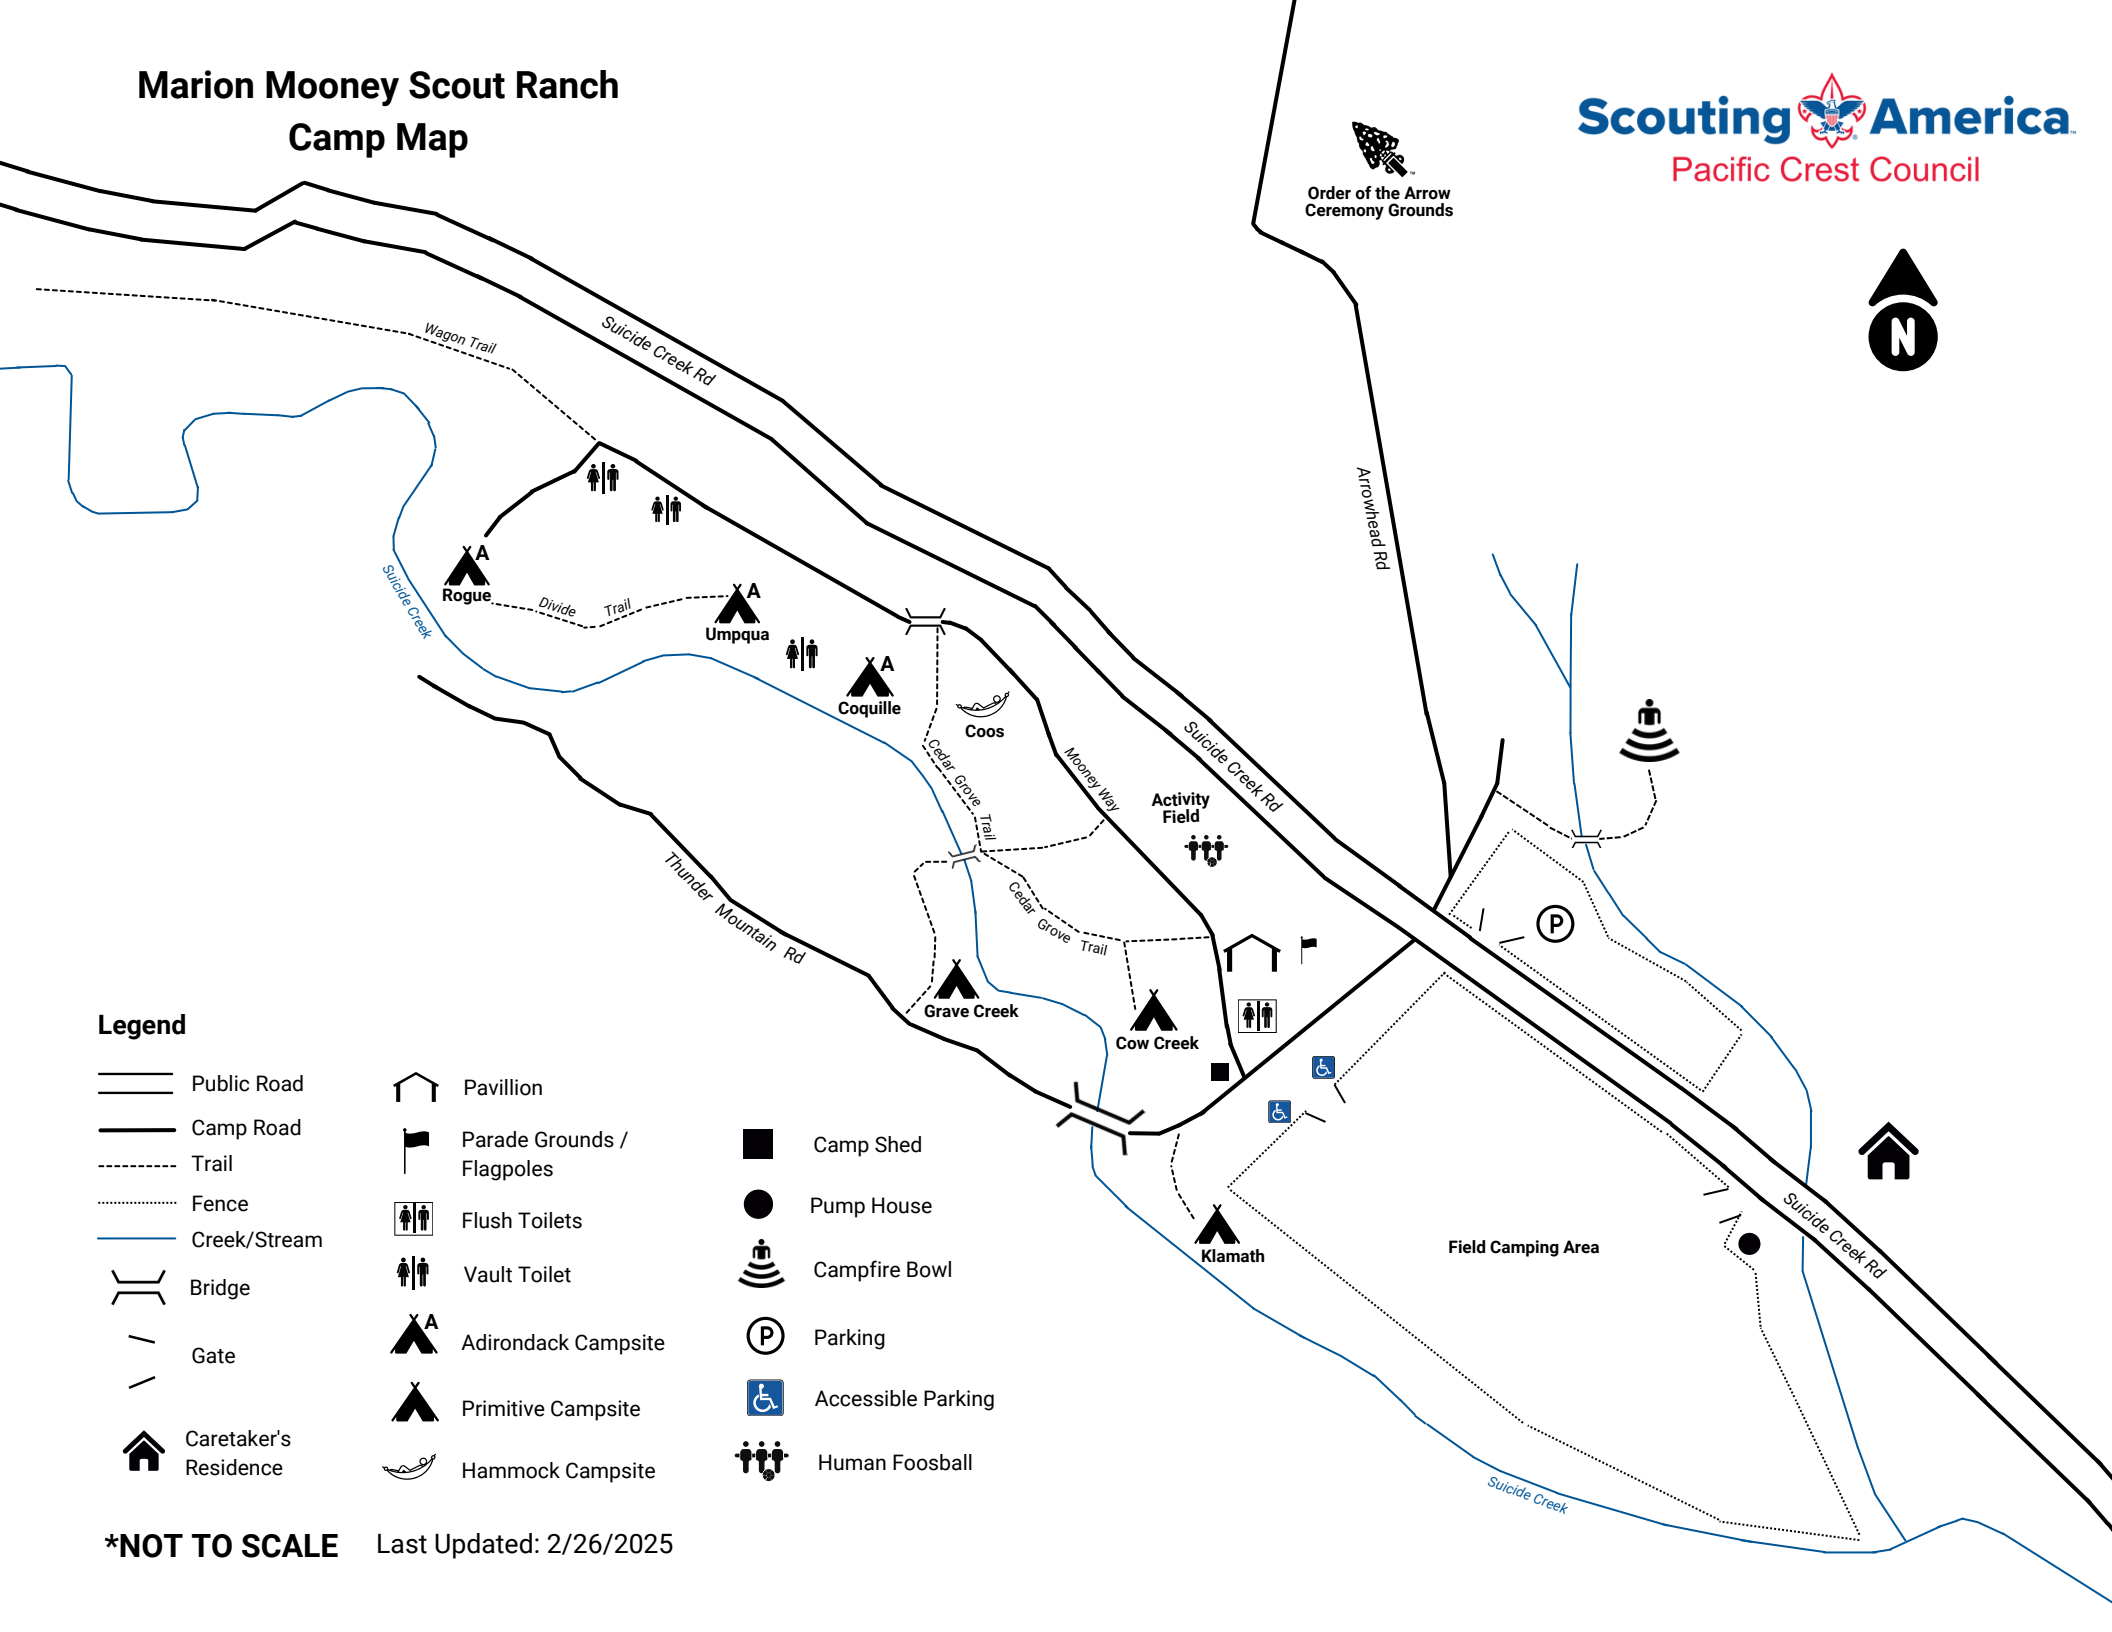 Marion Mooney Scout Ranch
Camp Map
Scouting America
Pacific Crest Council
Order of the Arrow
Ceremony Grounds
N
Wagon Trail
Suicide Creek Rd
Arrowhead Rd
Suicide Creek
A
Rogue
Divide Trail
A
Umpqua
A
Coquille
Coos
Cedar Grove Trail
Mooney Way
Suicide Creek Rd
Activity
Field
Thunder Mountain Rd
Cedar Grove Trail
P
Grave Creek
Cow Creek
Klamath
Field Camping Area
Suicide Creek Rd
Suicide Creek
Legend
Public Road
Camp Road
Trail
Fence
Creek/Stream
Bridge
Gate
Caretaker's
Residence
Pavillion
Parade Grounds /
Flagpoles
Flush Toilets
Vault Toilet
A
Adirondack Campsite
Primitive Campsite
Hammock Campsite
Camp Shed
Pump House
Campfire Bowl
P
Parking
Accessible Parking
Human Foosball
*NOT TO SCALE
Last Updated: 2/26/2025